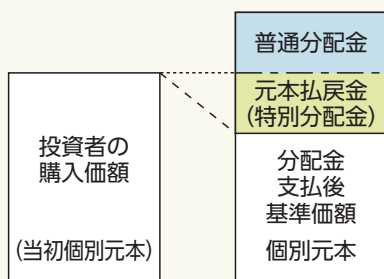 普通分配金
元本払戻金
(特別分配金)
投資者の
購入価額
(当初個別元本)
分配金
支払後
基準価額
個別元本